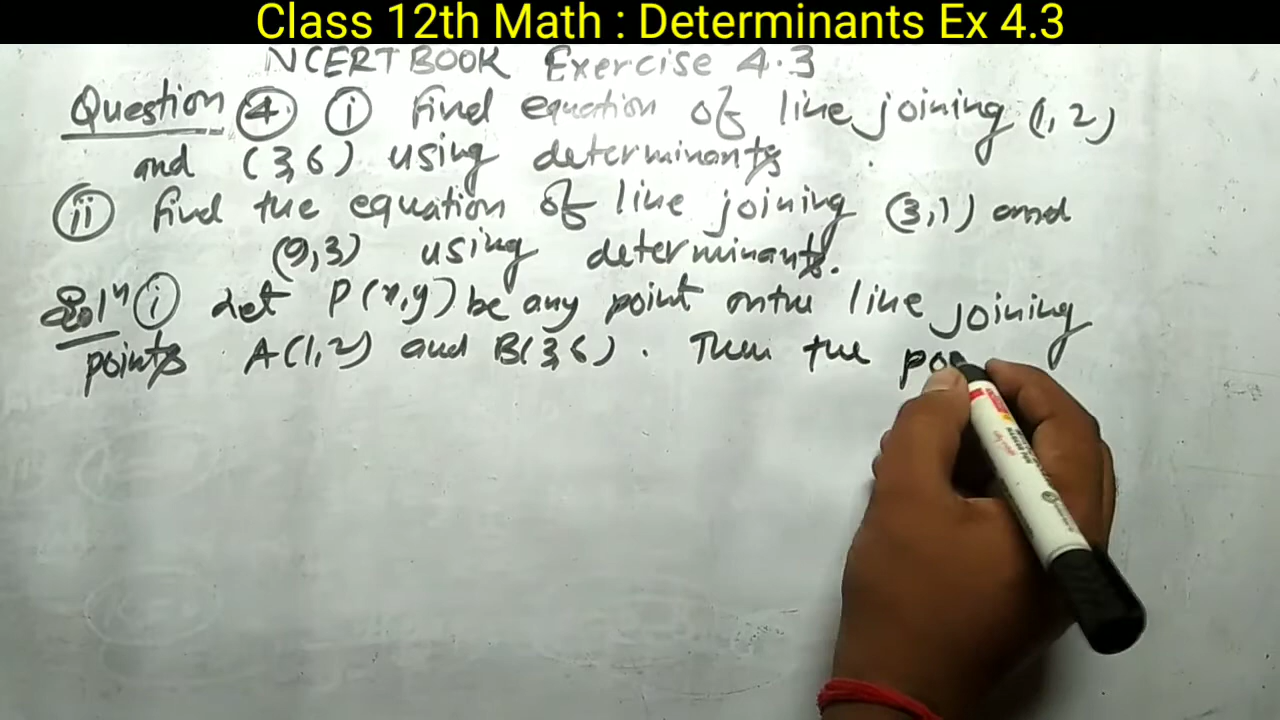 Class 12th Math : Determinants Ex 4.3
NCERT BOOK Exercise 4.3
Question 4. i Find equation of line joining (1,2)
and (3,6) using determinants
ii Find the equation of line joining (3,1) and
(9,3) using determinants.
Solⁿ i Let P(x,y) be any point on the line joining
points A(1,2) and B(3,6). Then the po